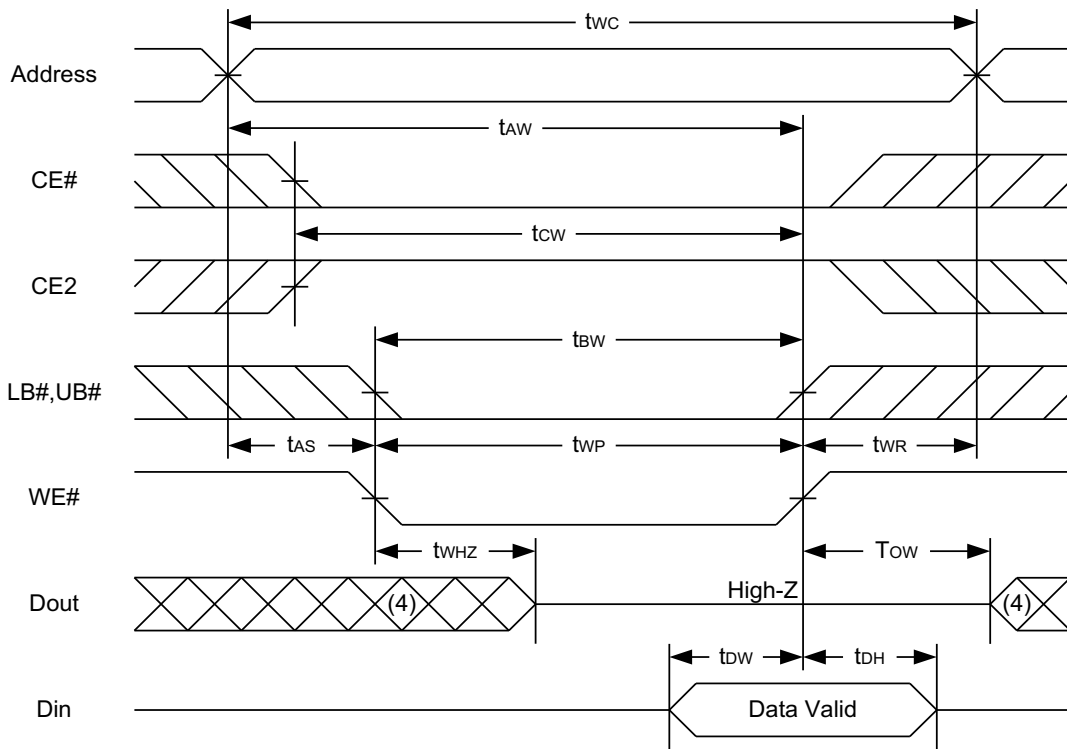 tWC
Address
tAW
CE#
tCW
CE2
tBW
LB#,UB#
tAS tWP tWR
WE#
tWHZ TOW
Dout (4) High-Z (4)
tDW tDH
Din Data Valid